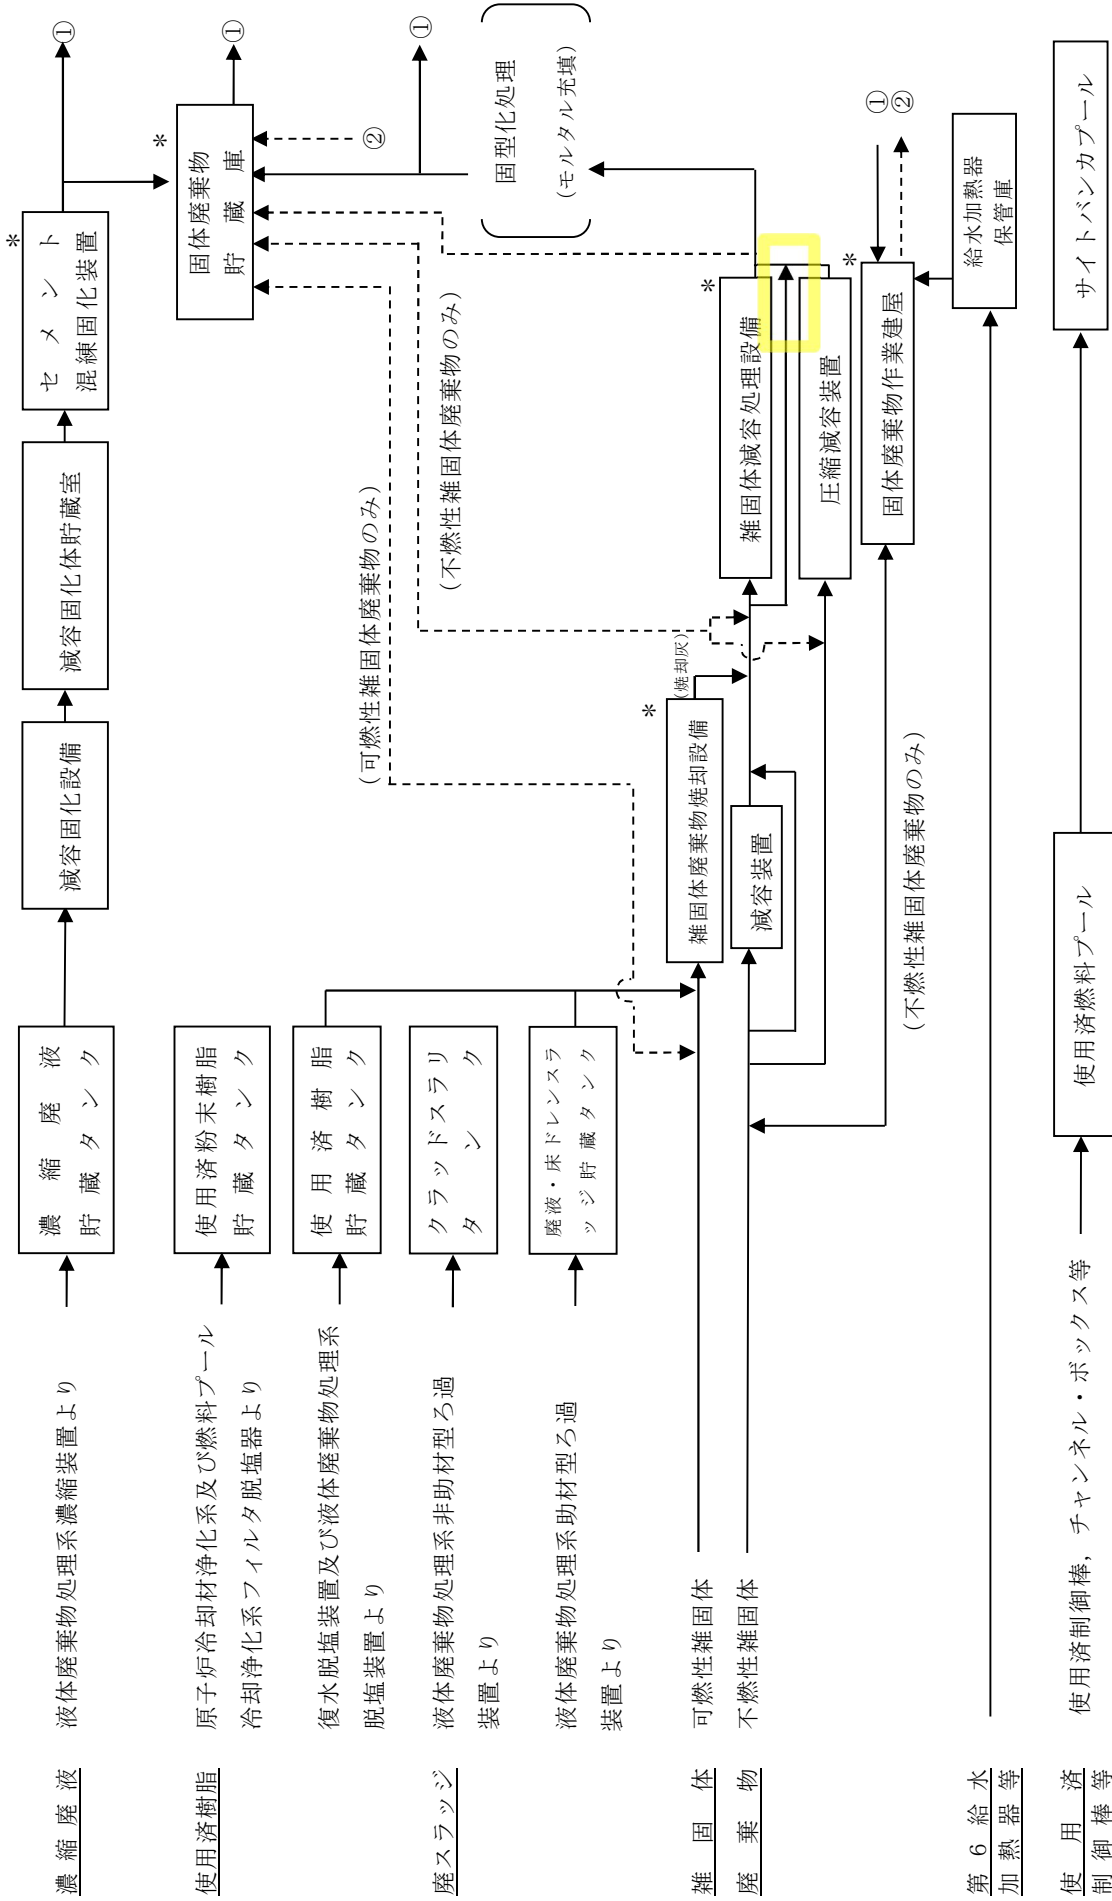 濃縮廃液
液体廃棄物処理系濃縮装置より
濃縮廃液
貯蔵タンク
減容固化設備
減容固化体貯蔵室
セメント
混練固化装置
*
①
使用済樹脂
原子炉冷却材浄化系及び燃料プール
冷却浄化系フィルタ脱塩器より
使用済粉末樹脂
貯蔵タンク
固体廃棄物
貯蔵庫
*
①
復水脱塩装置及び液体廃棄物処理系
脱塩装置より
使用済樹脂
貯蔵タンク
(可燃性雑固体廃棄物のみ)
②
①
廃スラッジ
液体廃棄物処理系非助材型ろ過
装置より
クラッドスラリ
タンク
(不燃性雑固体廃棄物のみ)
固型化処理
(モルタル充填)
液体廃棄物処理系助材型ろ過
装置より
廃液・床ドレンスラ
ッジ貯蔵タンク
雑固体
廃棄物
可燃性雑固体
雑固体廃棄物焼却設備
*
(焼却灰)
不燃性雑固体
減容装置
雑固体減容処理設備
*
圧縮減容装置
固体廃棄物作業建屋
*
①
②
(不燃性雑固体廃棄物のみ)
第6給水
加熱器等
給水加熱器
保管庫
使用済
制御棒等
使用済制御棒，チャンネル・ボックス等
使用済燃料プール
サイトバンカプール